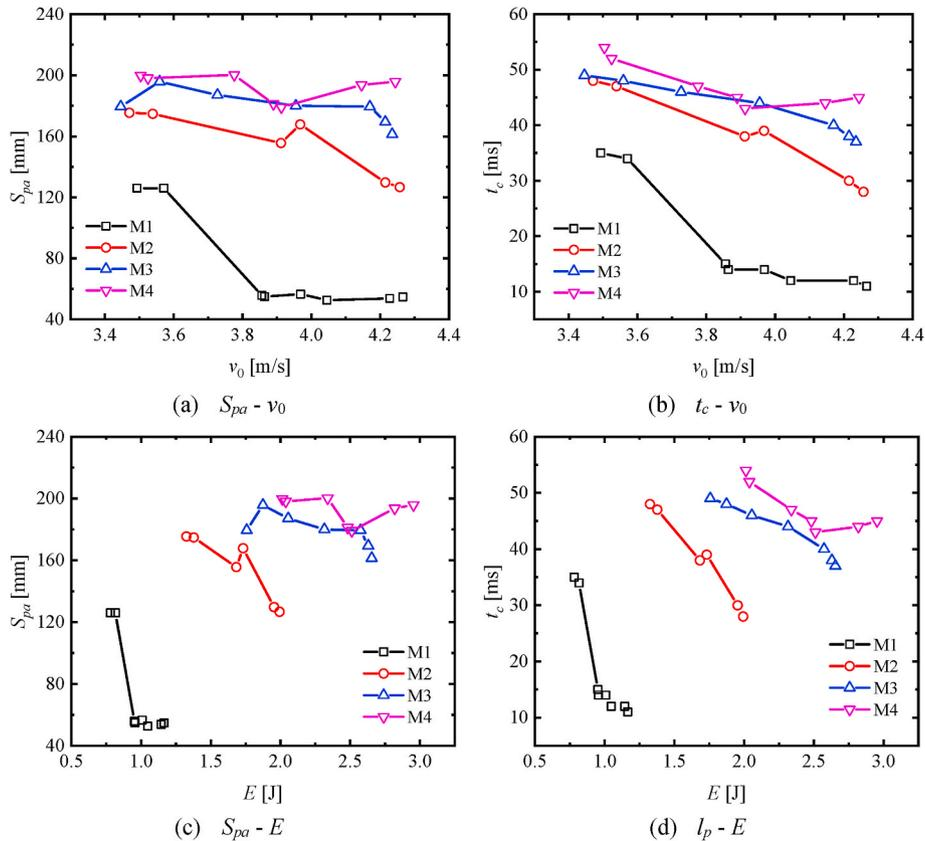 240
200
160
120
80
40
S_pa [mm]
M1
M2
M3
M4
3.4 3.6 3.8 4.0 4.2 4.4
v_0 [m/s]
(a) S_pa - v_0
60
50
40
30
20
10
t_c [ms]
M1
M2
M3
M4
3.4 3.6 3.8 4.0 4.2 4.4
v_0 [m/s]
(b) t_c - v_0
240
200
160
120
80
40
S_pa [mm]
M1
M2
M3
M4
0.5 1.0 1.5 2.0 2.5 3.0
E [J]
(c) S_pa - E
60
50
40
30
20
10
t_c [ms]
M1
M2
M3
M4
0.5 1.0 1.5 2.0 2.5 3.0
E [J]
(d) l_p - E